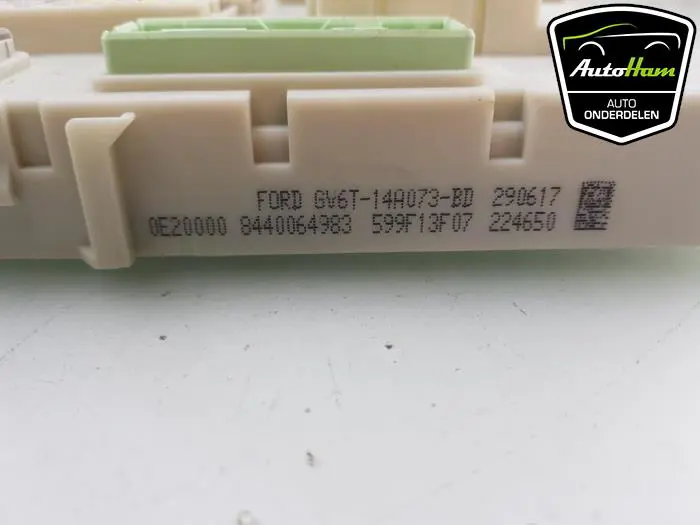 AutoHam
AUTO
ONDERDELEN
FORD GV6T-14A073-BD 290617
0E20000 8440064983 599F13F07 224650